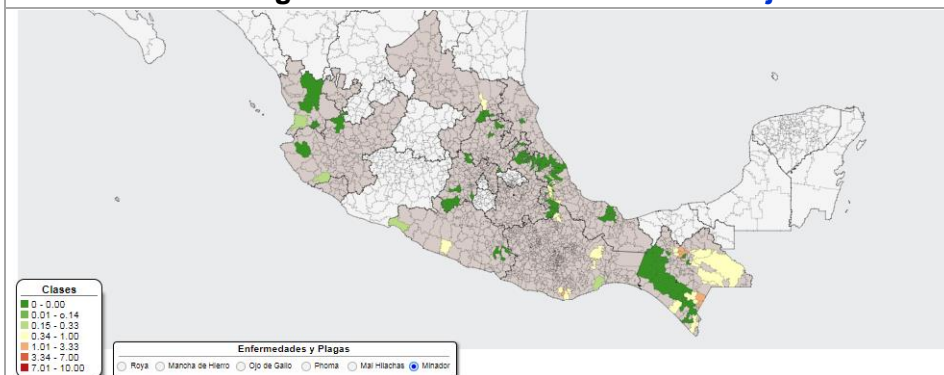 Clases
0 - 0.00
0.01 - o.14
0.15 - 0.33
0.34 - 1.00
1.01 - 3.33
3.34 - 7.00
7.01 - 10.00
Enfermedades y Plagas
Roya Mancha de Hierro Ojo de Gallo Phoma Mal Hilachas Minador